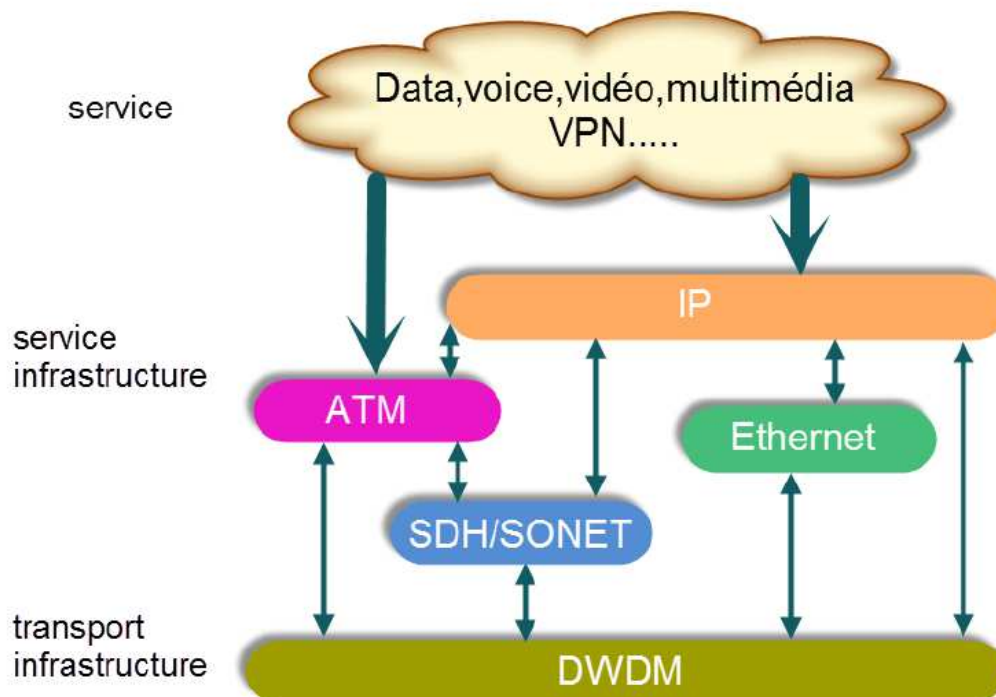 service
Data,voice,vidéo,multimédia
VPN.....
IP
service
infrastructure
ATM
Ethernet
SDH/SONET
transport
infrastructure
DWDM